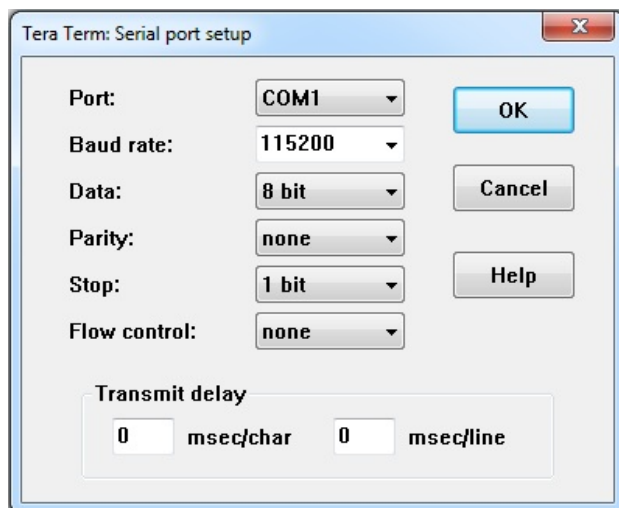 Tera Term: Serial port setup
Port: COM1
OK
Baud rate: 115200
Data: 8 bit
Cancel
Parity: none
Stop: 1 bit
Help
Flow control: none
Transmit delay
0 msec/char 0 msec/line